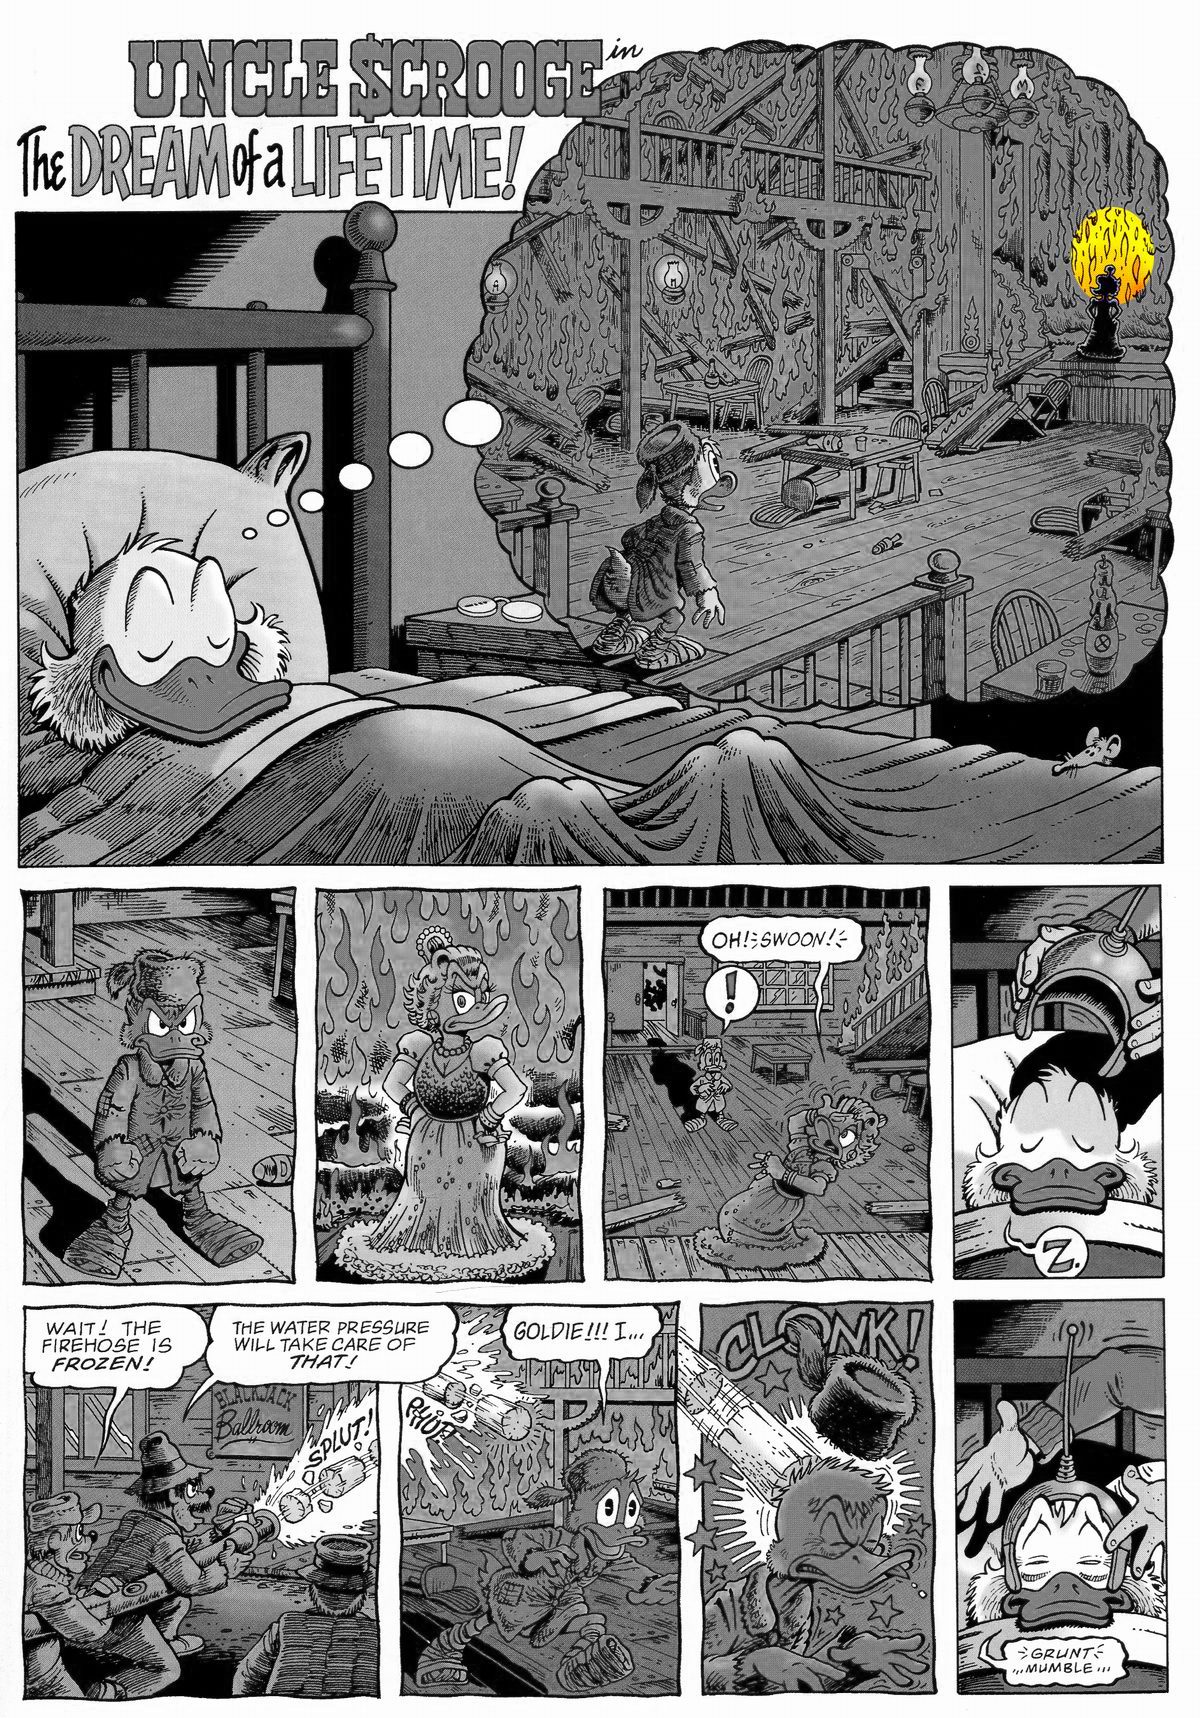 UNCLE $CROOGE in
The DREAM of a LIFETIME!
A
M
OH! SWOON!
!
Z.
WAIT! THE
FIREHOSE IS
FROZEN!
THE WATER PRESSURE
WILL TAKE CARE OF
THAT!
BLACKJACK
Ballroom
SPLUT!
GOLDIE!!! I...
CLONK!
GRUNT
...MUMBLE...